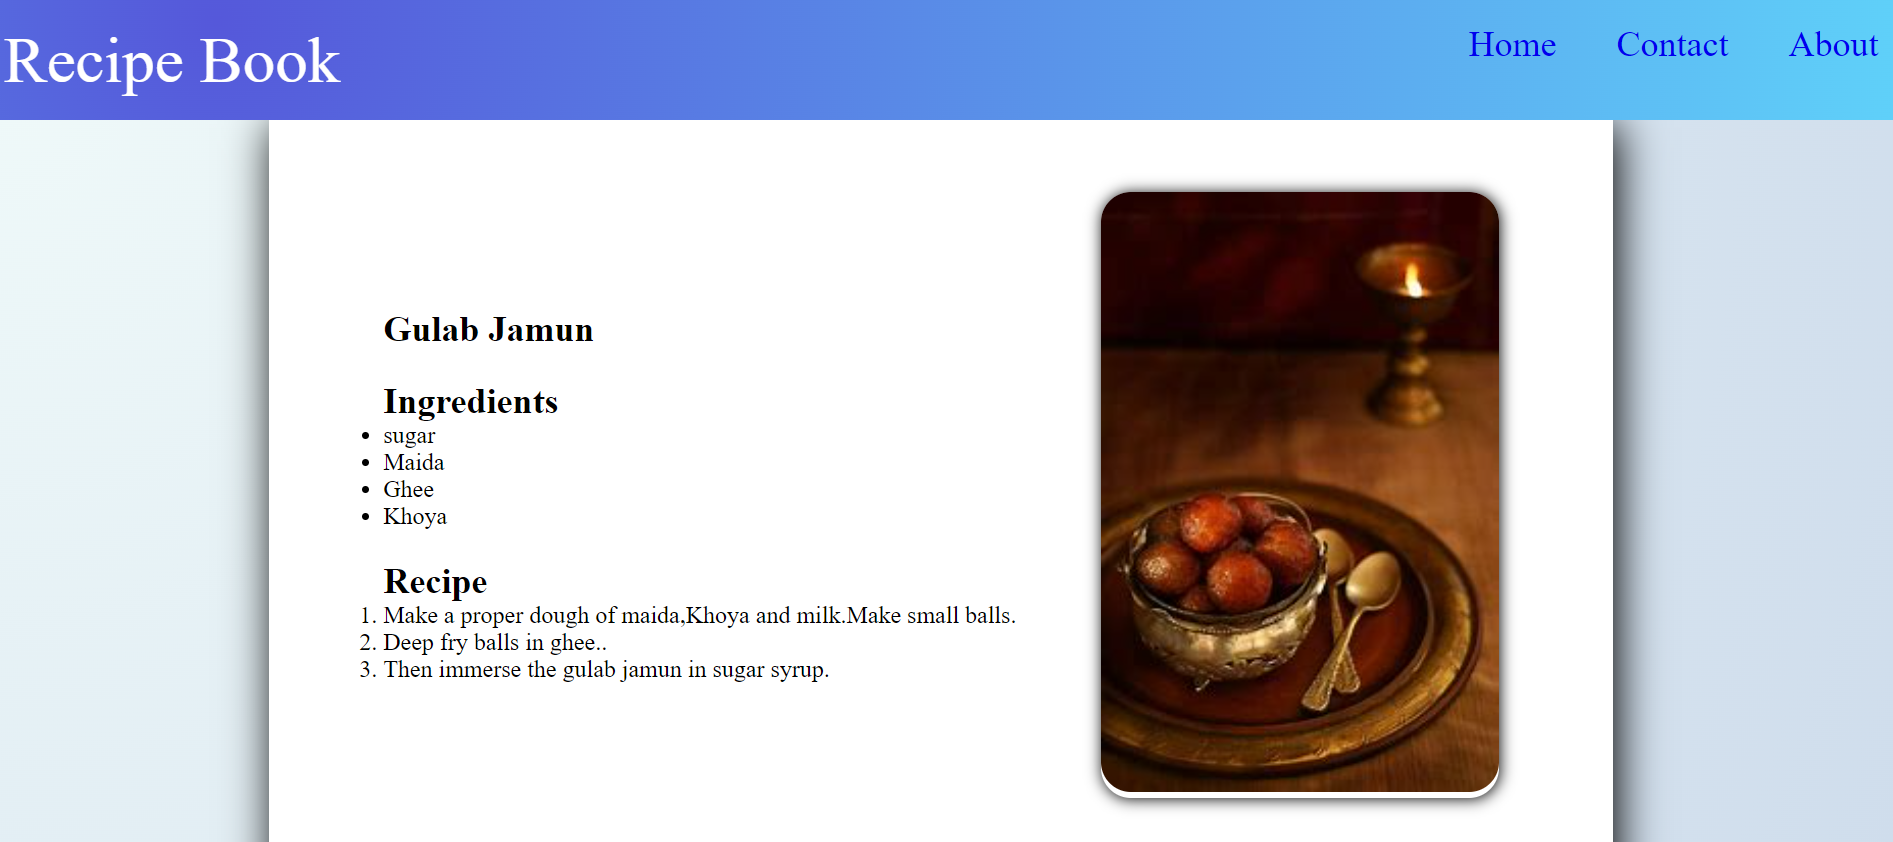 Recipe Book
Home Contact About
Gulab Jamun
Ingredients
• sugar
• Maida
• Ghee
• Khoya
Recipe
1. Make a proper dough of maida,Khoya and milk.Make small balls.
2. Deep fry balls in ghee..
3. Then immerse the gulab jamun in sugar syrup.